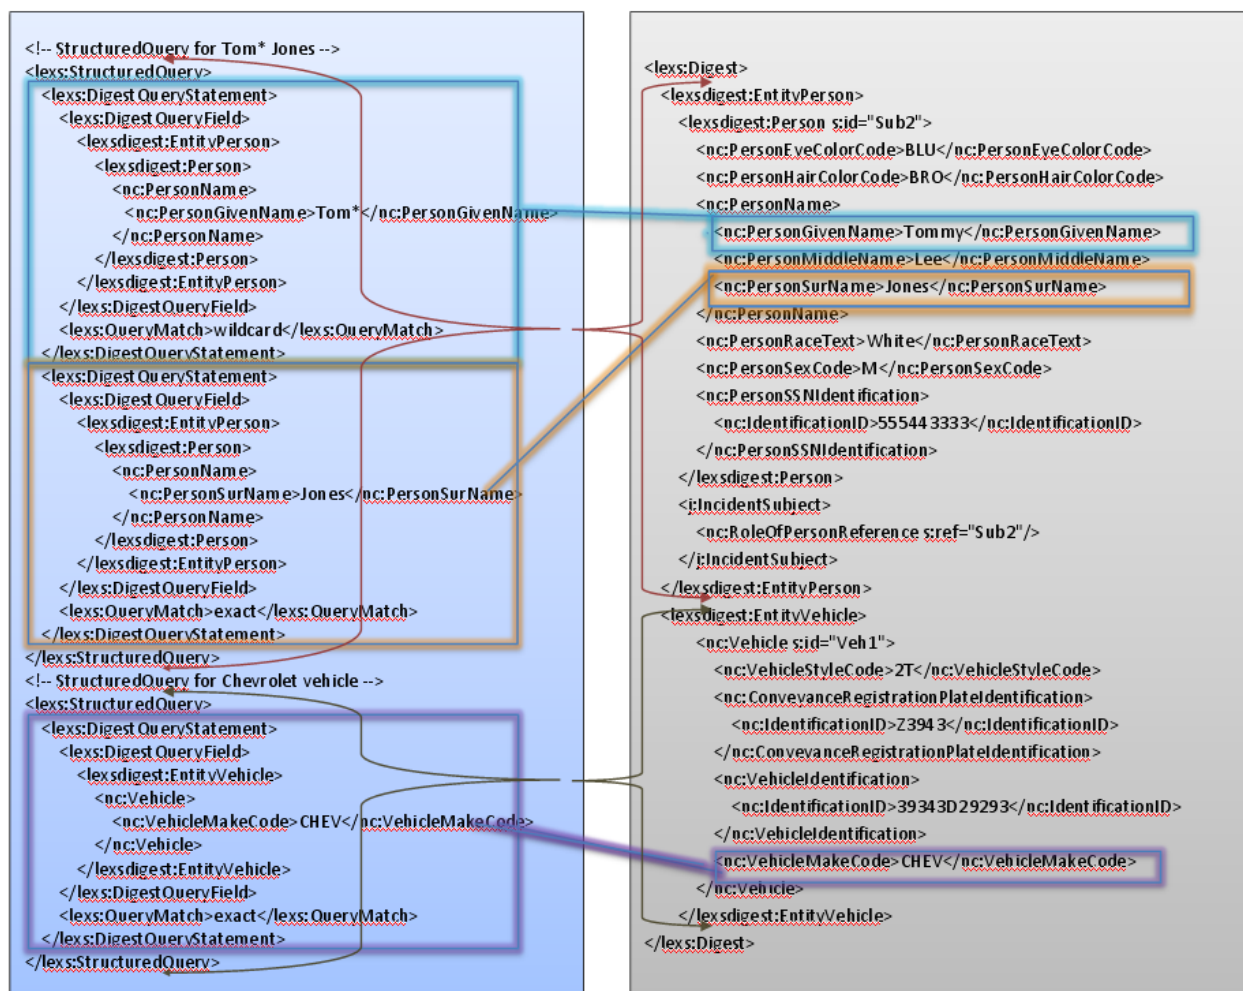 <!-- StructuredQuery for Tom* Jones -->
<lexs:StructuredQuery>
<lexs:DigestQueryStatement>
<lexs:DigestQueryField>
<lexsdigest:EntityPerson>
<lexsdigest:Person>
<nc:PersonName>
<nc:PersonGivenName>Tom*</nc:PersonGivenName>
</nc:PersonName>
</lexsdigest:Person>
</lexsdigest:EntityPerson>
</lexs:DigestQueryField>
<lexs:QueryMatch>wildcard</lexs:QueryMatch>
</lexs:DigestQueryStatement>
<lexs:DigestQueryStatement>
<lexs:DigestQueryField>
<lexsdigest:EntityPerson>
<lexsdigest:Person>
<nc:PersonName>
<nc:PersonSurName>Jones</nc:PersonSurName>
</nc:PersonName>
</lexsdigest:Person>
</lexsdigest:EntityPerson>
</lexs:DigestQueryField>
<lexs:QueryMatch>exact</lexs:QueryMatch>
</lexs:DigestQueryStatement>
</lexs:StructuredQuery>
<!-- StructuredQuery for Chevrolet vehicle -->
<lexs:StructuredQuery>
<lexs:DigestQueryStatement>
<lexs:DigestQueryField>
<lexsdigest:EntityVehicle>
<nc:Vehicle>
<nc:VehicleMakeCode>CHEV</nc:VehicleMakeCode>
</nc:Vehicle>
</lexsdigest:EntityVehicle>
</lexs:DigestQueryField>
<lexs:QueryMatch>exact</lexs:QueryMatch>
</lexs:DigestQueryStatement>
</lexs:StructuredQuery>
<lexs:Digest>
<lexsdigest:EntityPerson>
<lexsdigest:Person s:id="Sub2">
<nc:PersonEyeColorCode>BLU</nc:PersonEyeColorCode>
<nc:PersonHairColorCode>BRO</nc:PersonHairColorCode>
<nc:PersonName>
<nc:PersonGivenName>Tommy</nc:PersonGivenName>
<nc:PersonMiddleName>Lee</nc:PersonMiddleName>
<nc:PersonSurName>Jones</nc:PersonSurName>
</nc:PersonName>
<nc:PersonRaceText>White</nc:PersonRaceText>
<nc:PersonSexCode>M</nc:PersonSexCode>
<nc:PersonSSNIdentification>
<nc:IdentificationID>555443333</nc:IdentificationID>
</nc:PersonSSNIdentification>
</lexsdigest:Person>
<j:IncidentSubject>
<nc:RoleOfPersonReference s:ref="Sub2"/>
</j:IncidentSubject>
</lexsdigest:EntityPerson>
<lexsdigest:EntityVehicle>
<nc:Vehicle s:id="Veh1">
<nc:VehicleStyleCode>2T</nc:VehicleStyleCode>
<nc:ConveyanceRegistrationPlateIdentification>
<nc:IdentificationID>Z3943</nc:IdentificationID>
</nc:ConveyanceRegistrationPlateIdentification>
<nc:VehicleIdentification>
<nc:IdentificationID>39343D29293</nc:IdentificationID>
</nc:VehicleIdentification>
<nc:VehicleMakeCode>CHEV</nc:VehicleMakeCode>
</nc:Vehicle>
</lexsdigest:EntityVehicle>
</lexs:Digest>